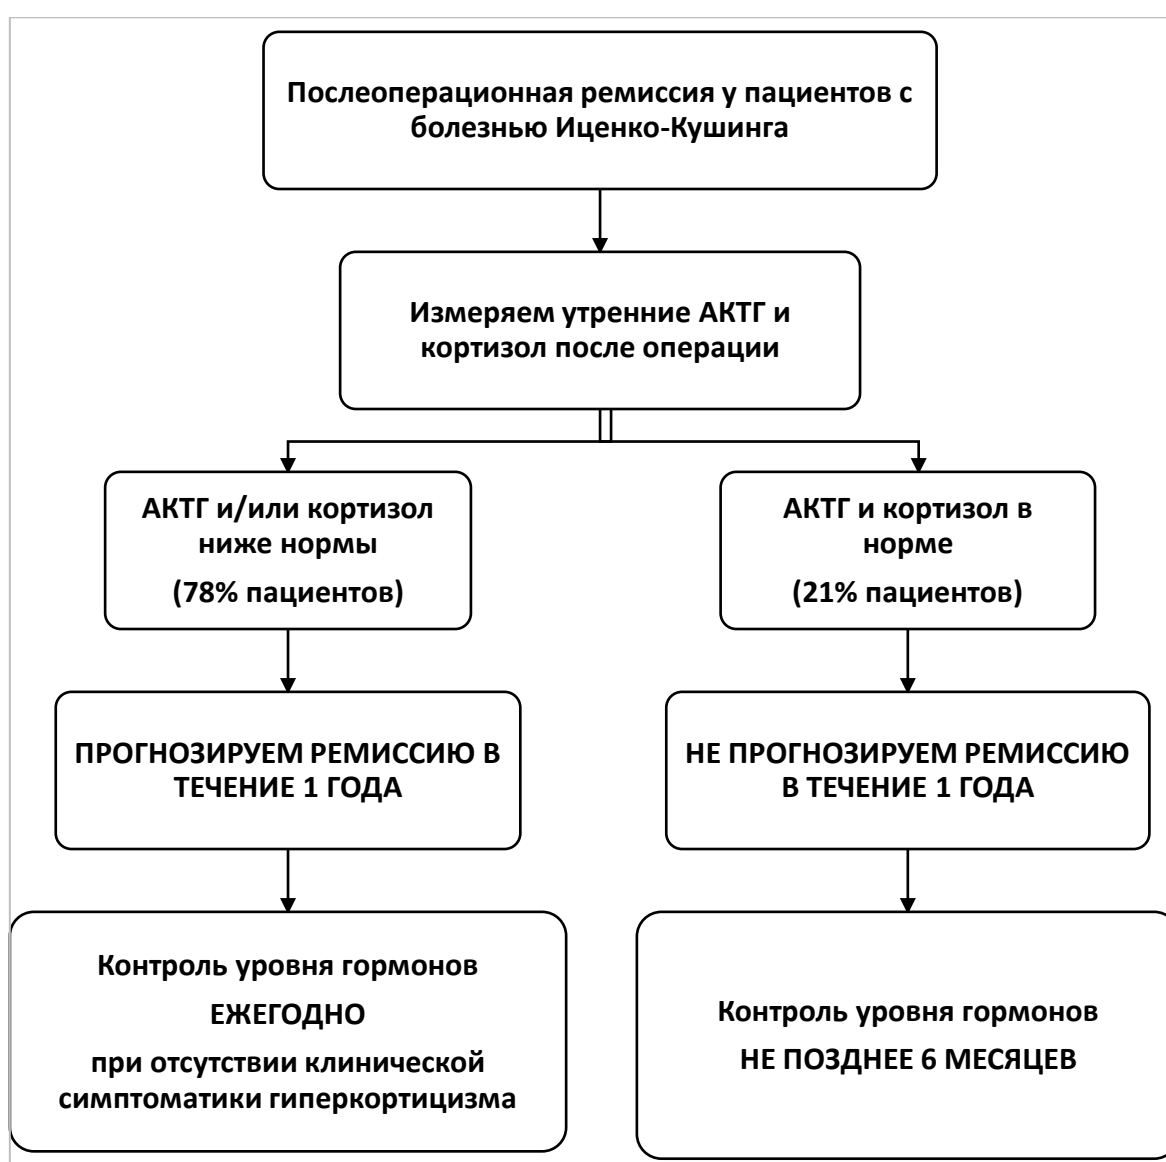 Послеоперационная ремиссия у пациентов с
болезнью Иценко-Кушинга
Измеряем утренние АКТГ и
кортизол после операции
АКТГ и/или кортизол
ниже нормы
(78% пациентов)
АКТГ и кортизол в
норме
(21% пациентов)
ПРОГНОЗИРУЕМ РЕМИССИЮ В
ТЕЧЕНИЕ 1 ГОДА
НЕ ПРОГНОЗИРУЕМ РЕМИССИЮ
В ТЕЧЕНИЕ 1 ГОДА
Контроль уровня гормонов
ЕЖЕГОДНО
при отсутствии клинической
симптоматики гиперкортицизма
Контроль уровня гормонов
НЕ ПОЗДНЕЕ 6 МЕСЯЦЕВ